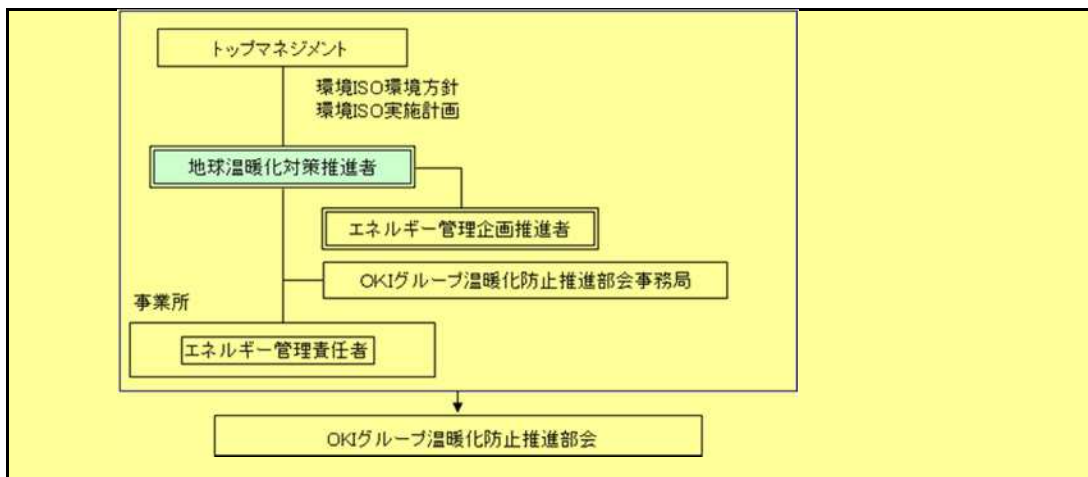 トップマネジメント
環境ISO環境方針
環境ISO実施計画
地球温暖化対策推進者
エネルギー管理企画推進者
OKIグループ温暖化防止推進部会事務局
事業所
エネルギー管理責任者
OKIグループ温暖化防止推進部会